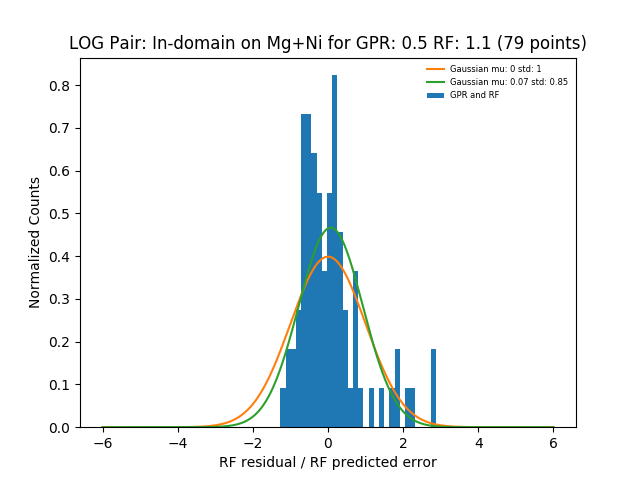 LOG Pair: In-domain on Mg+Ni for GPR: 0.5 RF: 1.1 (79 points)
Gaussian mu: 0 std: 1
Gaussian mu: 0.07 std: 0.85
GPR and RF
Normalized Counts
0.8
0.7
0.6
0.5
0.4
0.3
0.2
0.1
0.0
−6 −4 −2 0 2 4 6
RF residual / RF predicted error